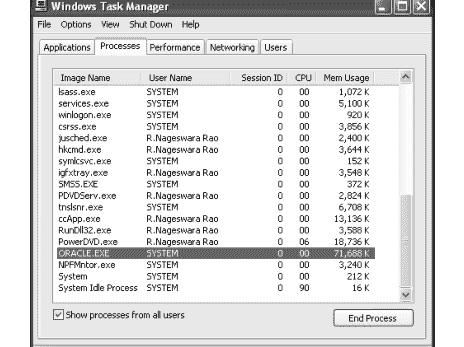 Windows Task Manager
File Options View Shut Down Help
Applications Processes Performance Networking Users
Image Name User Name Session ID CPU Mem Usage
lsass.exe SYSTEM 0 00 1,072 K
services.exe SYSTEM 0 00 5,100 K
winlogon.exe SYSTEM 0 00 920 K
csrss.exe SYSTEM 0 00 3,856 K
jusched.exe R.Nageswara Rao 0 00 2,400 K
hkcmd.exe R.Nageswara Rao 0 00 3,644 K
symlcsvc.exe SYSTEM 0 00 152 K
igfxtray.exe R.Nageswara Rao 0 00 3,548 K
SMSS.EXE SYSTEM 0 00 372 K
PDVDServ.exe R.Nageswara Rao 0 00 2,824 K
tnslsnr.exe SYSTEM 0 00 6,708 K
ccApp.exe R.Nageswara Rao 0 00 13,136 K
RunDll32.exe R.Nageswara Rao 0 00 3,588 K
PowerDVD.exe R.Nageswara Rao 0 06 18,736 K
ORACLE.EXE SYSTEM 0 00 71,688 K
NPFMntor.exe SYSTEM 0 00 3,240 K
System SYSTEM 0 00 212 K
System Idle Process SYSTEM 0 90 16 K
Show processes from all users
End Process